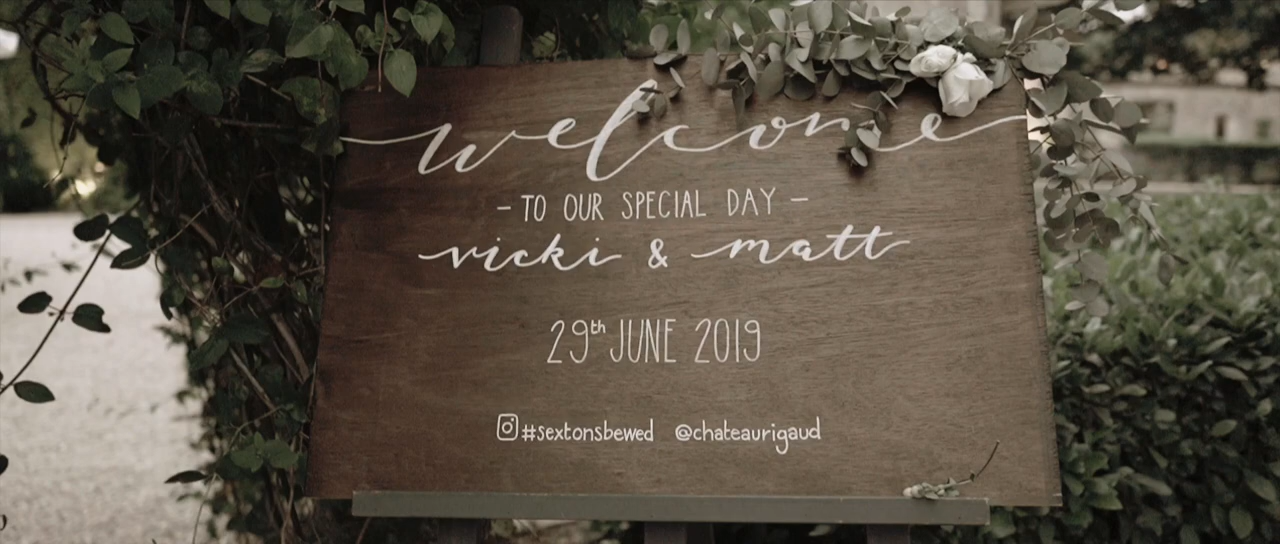 welcome
- TO OUR SPECIAL DAY -
vicki & matt
29th JUNE 2019
#sextonsbewed @chateaurigaud